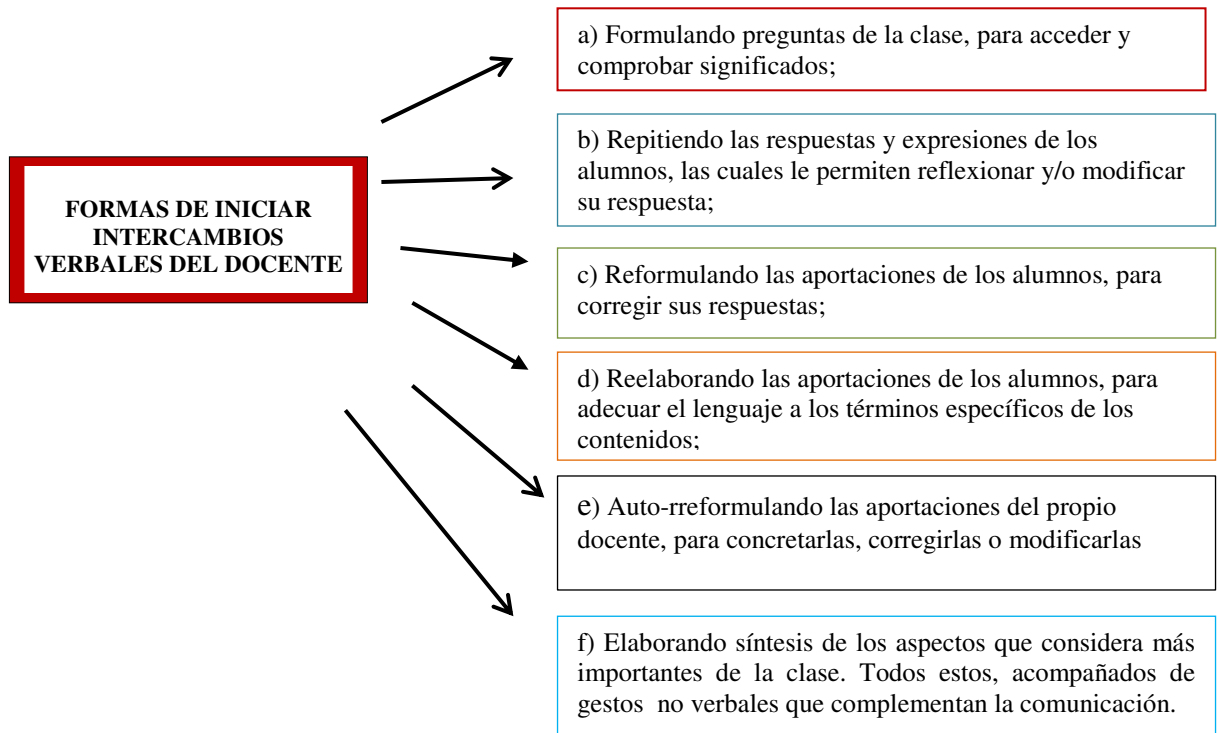 FORMAS DE INICIAR
INTERCAMBIOS
VERBALES DEL DOCENTE
a) Formulando preguntas de la clase, para acceder y
comprobar significados;
b) Repitiendo las respuestas y expresiones de los
alumnos, las cuales le permiten reflexionar y/o modificar
su respuesta;
c) Reformulando las aportaciones de los alumnos, para
corregir sus respuestas;
d) Reelaborando las aportaciones de los alumnos, para
adecuar el lenguaje a los términos específicos de los
contenidos;
e) Auto-rreformulando las aportaciones del propio
docente, para concretarlas, corregirlas o modificarlas
f) Elaborando síntesis de los aspectos que considera más
importantes de la clase. Todos estos, acompañados de
gestos no verbales que complementan la comunicación.